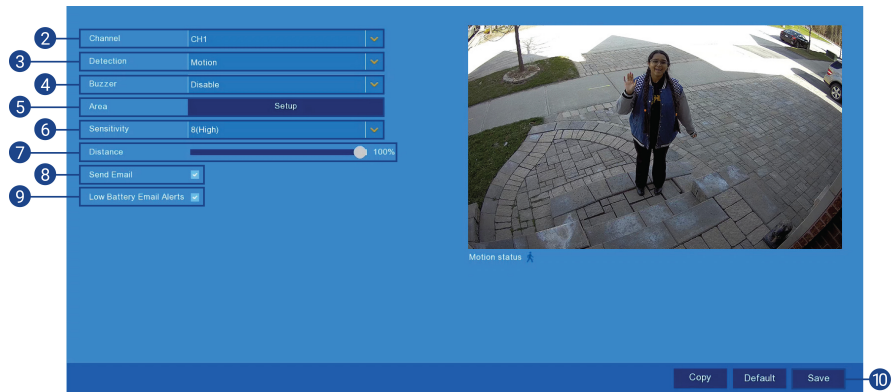 2 Channel CH1
3 Detection Motion
4 Buzzer Disable
5 Area Setup
6 Sensitivity 8(High)
7 Distance 100%
8 Send Email
9 Low Battery Email Alerts
Motion status
Copy Default Save 10